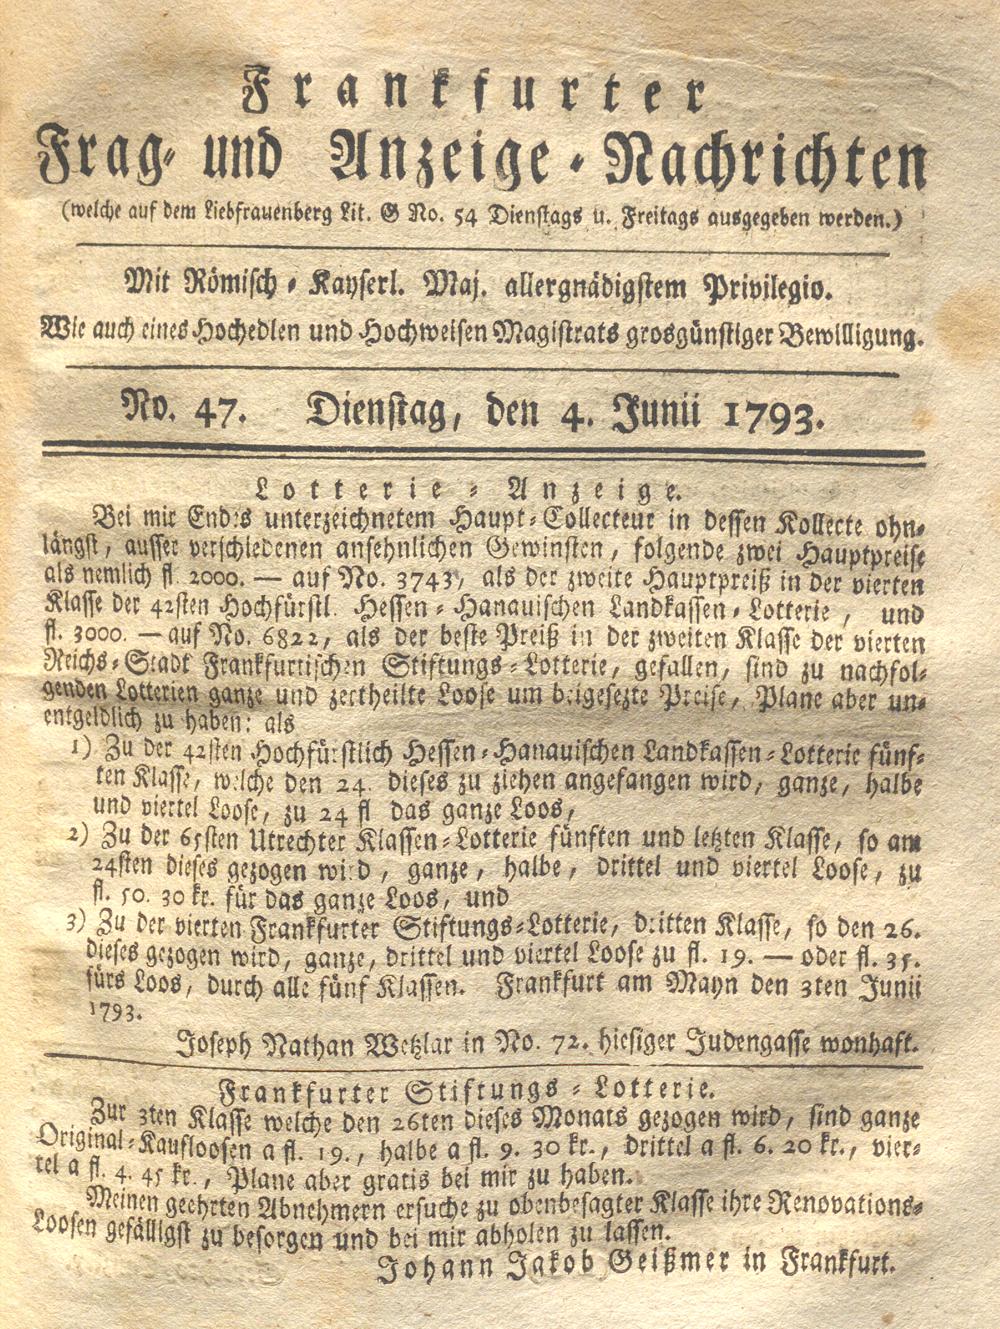 Frankfurter
Frag- und Anzeige-Nachrichten
(welche auf dem Liebfrauenberg Lit. G No. 54 Dienstags u. Freitags ausgegeben werden.)
Mit Römisch-Kayserl. Maj. allergnädigstem Privilegio.
Wie auch eines Hochedlen und Hochweisen Magistrats grosgünstiger Bewilligung.
No. 47. Dienstag, den 4. Junii 1793.
Lotterie-Anzeige.
Bei mir Endes unterzeichnetem Haupt-Collecteur in dessen Kollecte ohn-
längst, ausser verschiedenen ansehnlichen Gewinsten, folgende zwei Hauptpreise
als nemlich fl 2000. — auf No. 3743, als der zweite Hauptpreiß in der vierten
Klasse der 42sten Hochfürstl. Hessen-Hanauischen Landkassen-Lotterie, und
fl. 3000. — auf No. 6822, als der beste Preiß in der zweiten Klasse der vierten
Reichs-Stadt Frankfurtischen Stiftungs-Lotterie, gefallen, sind zu nachfol-
genden Lotterien ganze und zertheilte Loose um beigesezte Preise, Plane aber un-
entgeldlich zu haben: als
1) Zu der 42sten Hochfürstlich Hessen-Hanauischen Landkassen-Lotterie fünf-
ten Klasse, welche den 24. dieses zu ziehen angefangen wird, ganze, halbe
und viertel Loose, zu 24 fl das ganze Loos,
2) Zu der 65sten Utrechter Klassen-Lotterie fünften und letzten Klasse, so am
24sten dieses gezogen wird, ganze, halbe, drittel und viertel Loose, zu
fl. 50. 30 kr. für das ganze Loos, und
3) Zu der vierten Frankfurter Stiftungs-Lotterie, dritten Klasse, so den 26.
dieses gezogen wird, ganze, drittel und viertel Loose zu fl. 19. — oder fl. 35.
fürs Loos, durch alle fünf Klassen. Frankfurt am Mayn den 3ten Junii
1793.
Joseph Nathan Wetzlar in No. 72. hiesiger Judengasse wonhaft.
Frankfurter Stiftungs-Lotterie.
Zur 3ten Klasse welche den 26ten dieses Monats gezogen wird, sind ganze
Original-Kaufloosen a fl. 19., halbe a fl. 9. 30 kr., drittel a fl. 6. 20 kr., vier-
tel a fl. 4. 45 kr., Plane aber gratis bei mir zu haben.
Meinen geehrten Abnehmern ersuche zu obenbesagter Klasse ihre Renovations-
Loosen gefälligst zu besorgen und bei mir abholen zu lassen.
Johann Jakob Geißmer in Frankfurt.